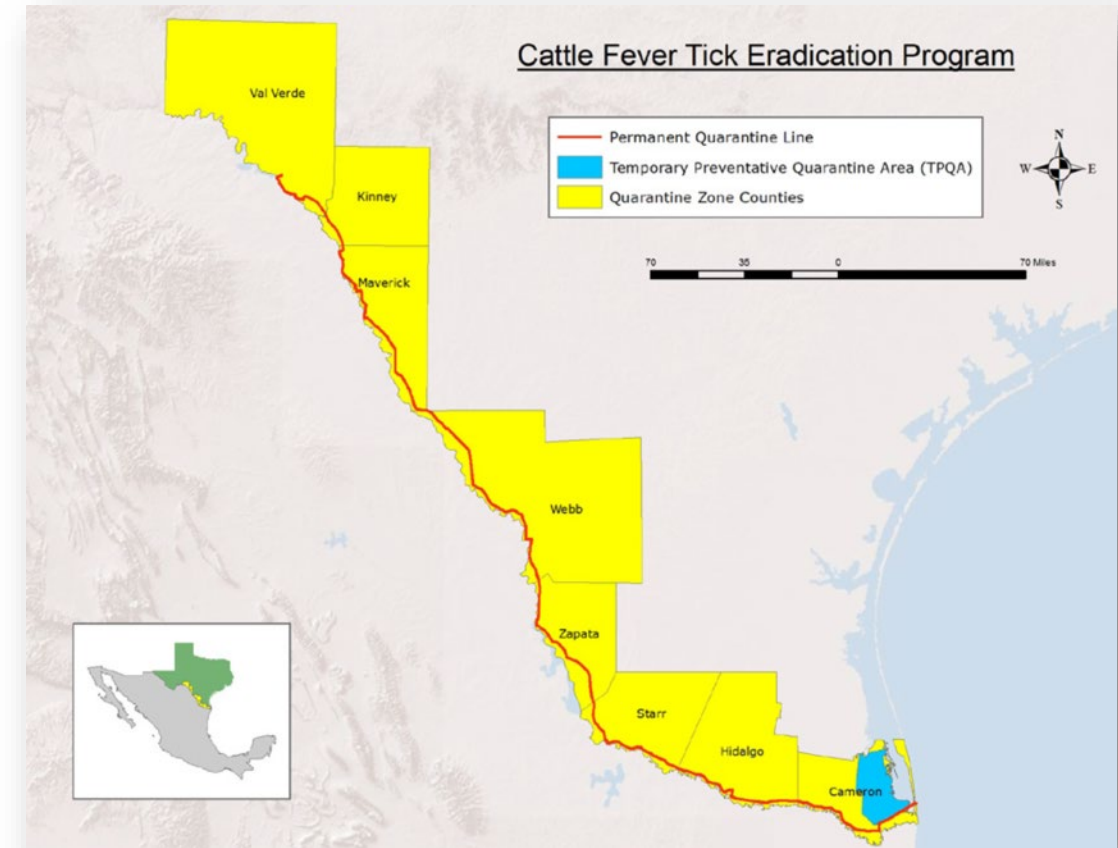 Cattle Fever Tick Eradication Program
Permanent Quarantine Line
Temporary Preventative Quarantine Area (TPQA)
Quarantine Zone Counties
N
W E
S
70 35 0 70 Miles
Val Verde
Kinney
Maverick
Webb
Zapata
Starr
Hidalgo
Cameron